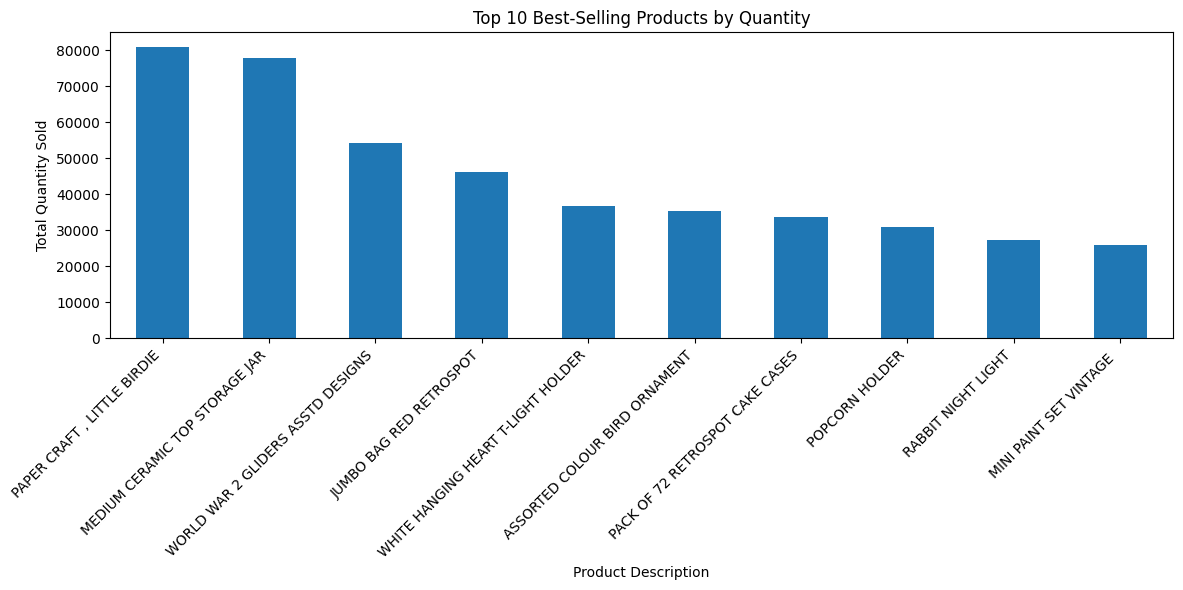 Top 10 Best-Selling Products by Quantity
Total Quantity Sold
80000
70000
60000
50000
40000
30000
20000
10000
0
PAPER CRAFT , LITTLE BIRDIE
MEDIUM CERAMIC TOP STORAGE JAR
WORLD WAR 2 GLIDERS ASSTD DESIGNS
JUMBO BAG RED RETROSPOT
WHITE HANGING HEART T-LIGHT HOLDER
ASSORTED COLOUR BIRD ORNAMENT
PACK OF 72 RETROSPOT CAKE CASES
POPCORN HOLDER
RABBIT NIGHT LIGHT
MINI PAINT SET VINTAGE
Product Description